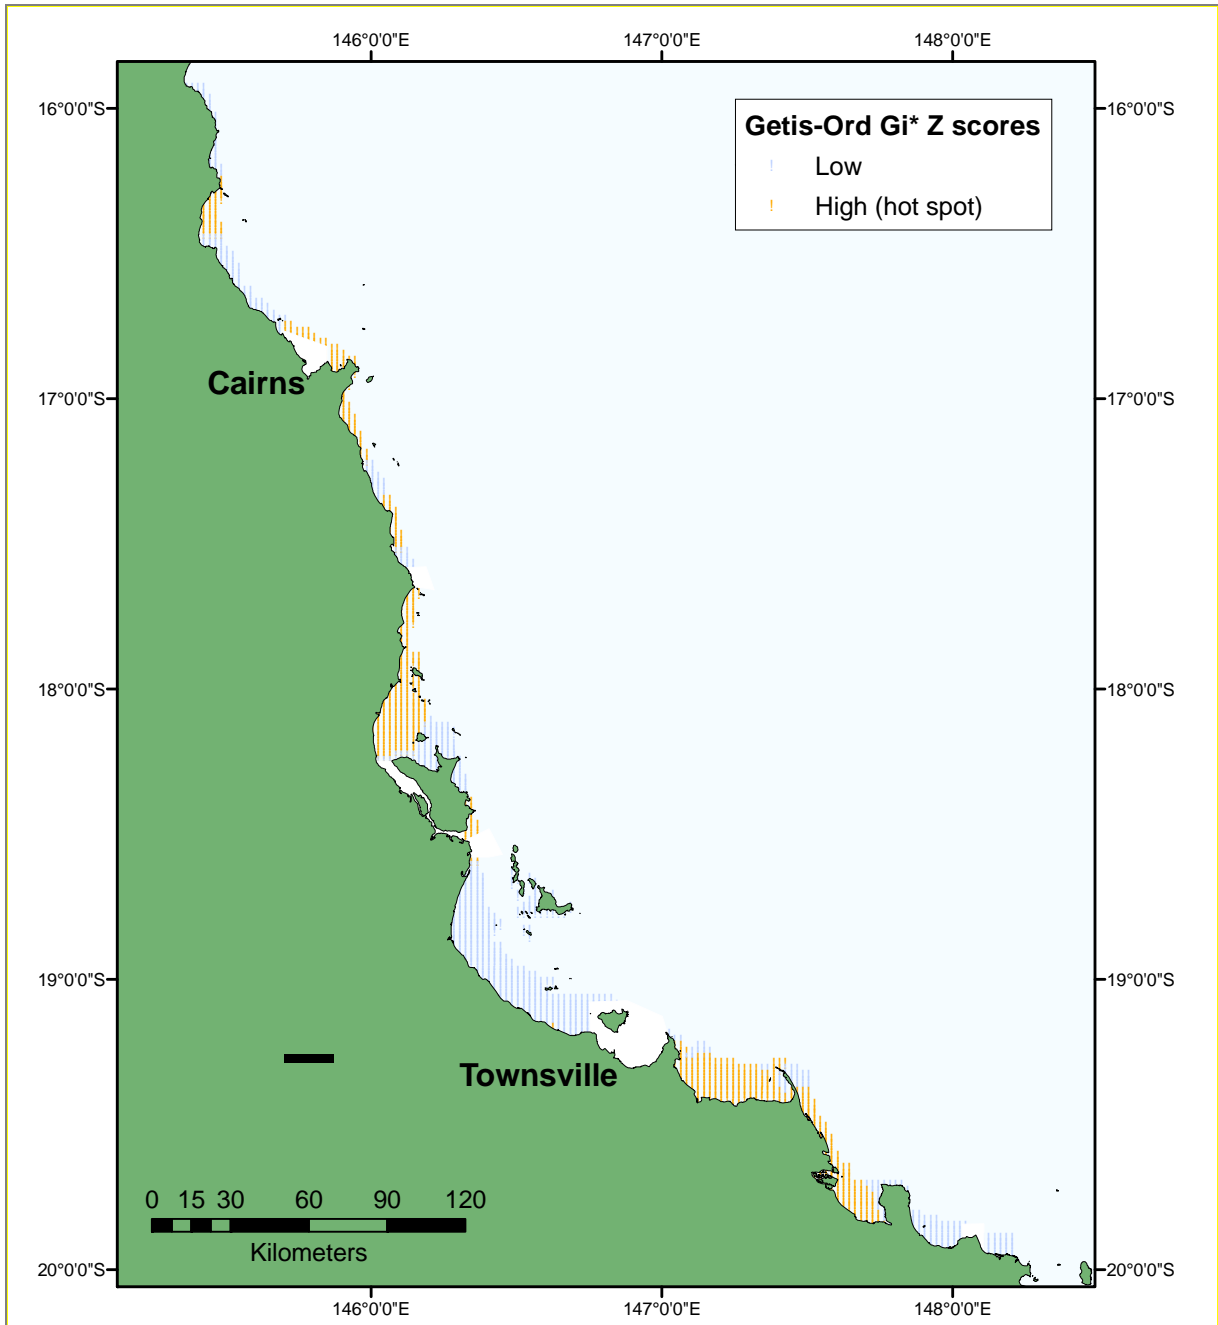 146°0'0"E 147°0'0"E 148°0'0"E
16°0'0"S 16°0'0"S
Getis-Ord Gi* Z scores
Low
High (hot spot)
Cairns
17°0'0"S 17°0'0"S
18°0'0"S 18°0'0"S
19°0'0"S 19°0'0"S
Townsville
0 15 30 60 90 120
Kilometers
20°0'0"S 20°0'0"S
146°0'0"E 147°0'0"E 148°0'0"E